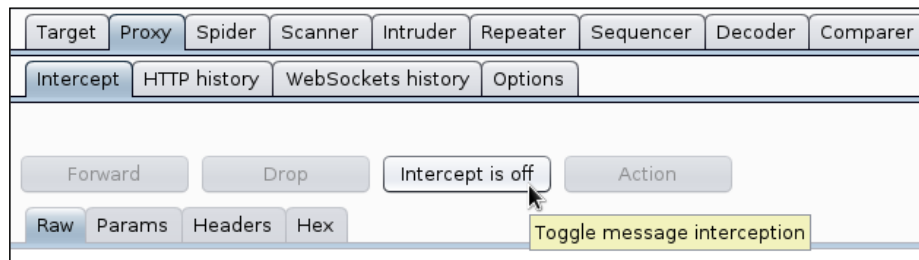 Target Proxy Spider Scanner Intruder Repeater Sequencer Decoder Comparer
Intercept HTTP history WebSockets history Options
Forward Drop Intercept is off Action
Raw Params Headers Hex
Toggle message interception